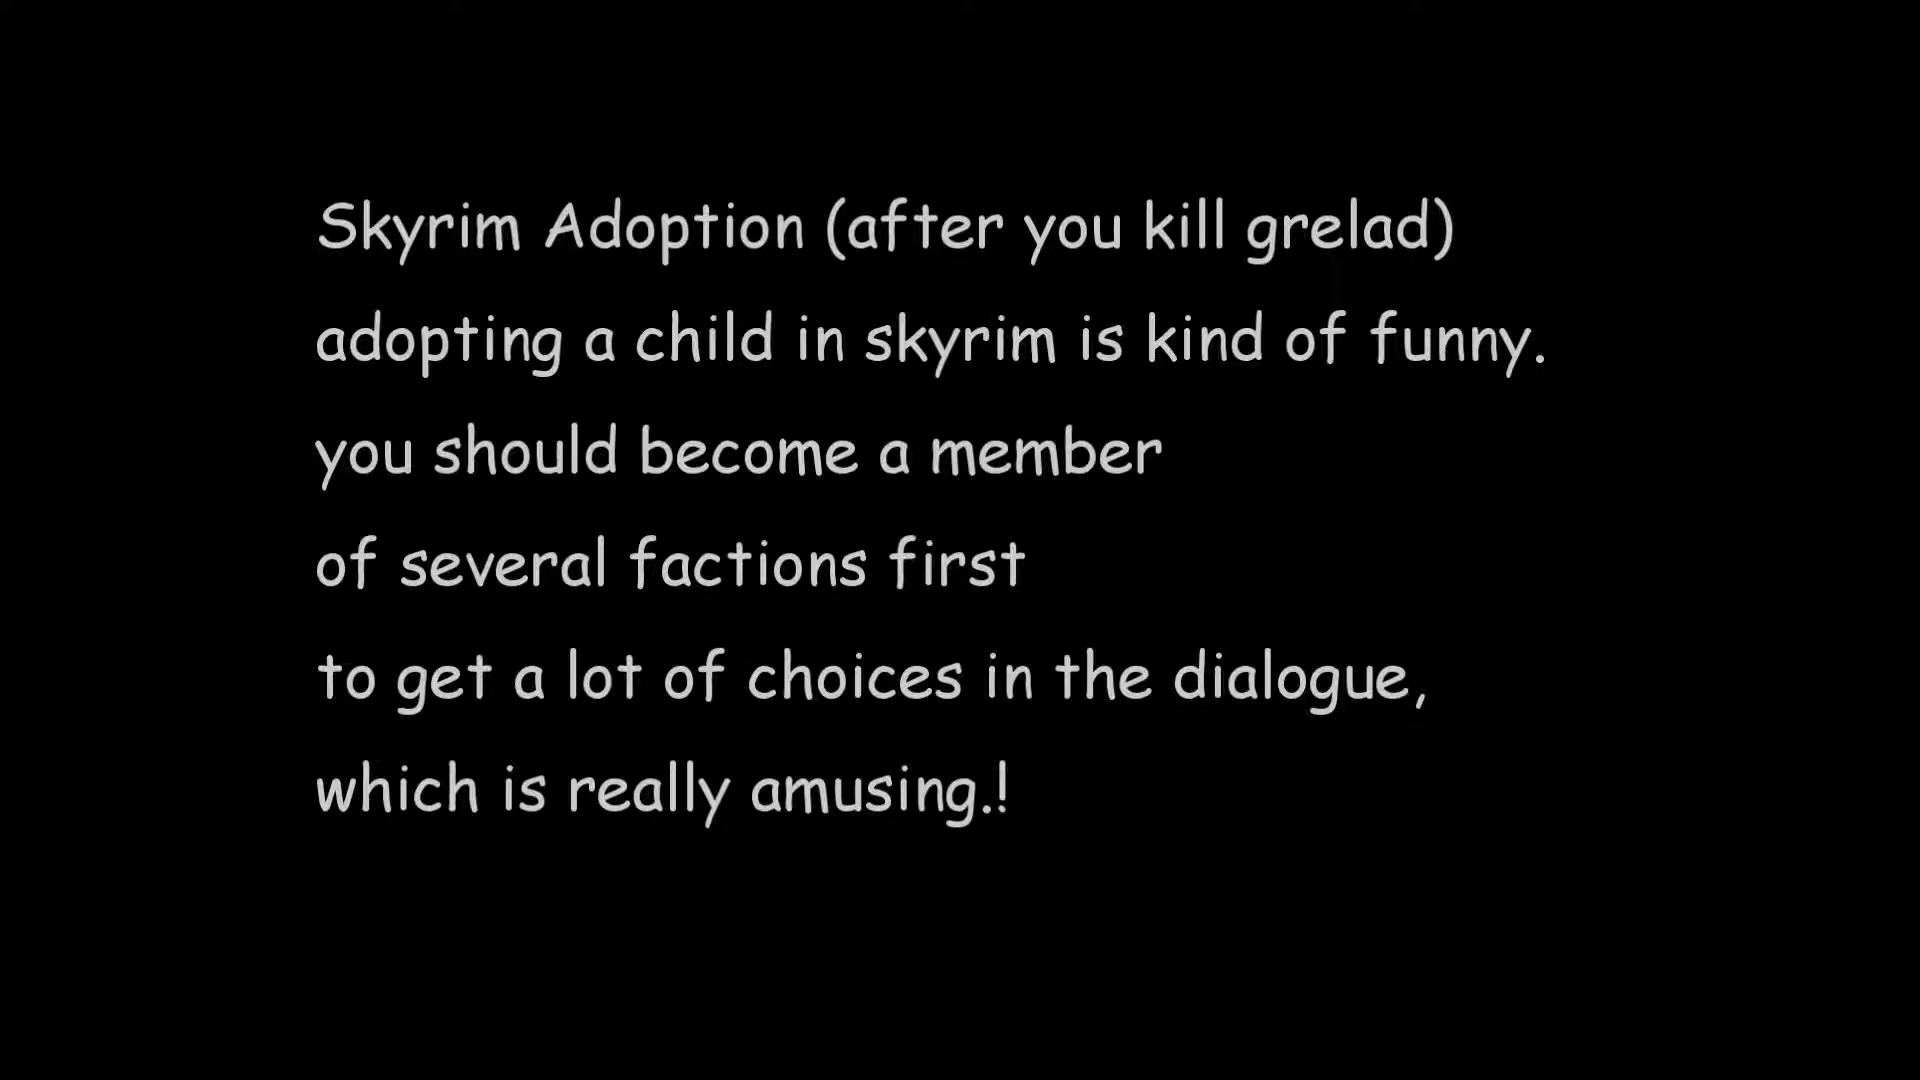 Skyrim Adoption (after you kill grelad)
adopting a child in skyrim is kind of funny.
you should become a member
of several factions first
to get a lot of choices in the dialogue,
which is really amusing.!